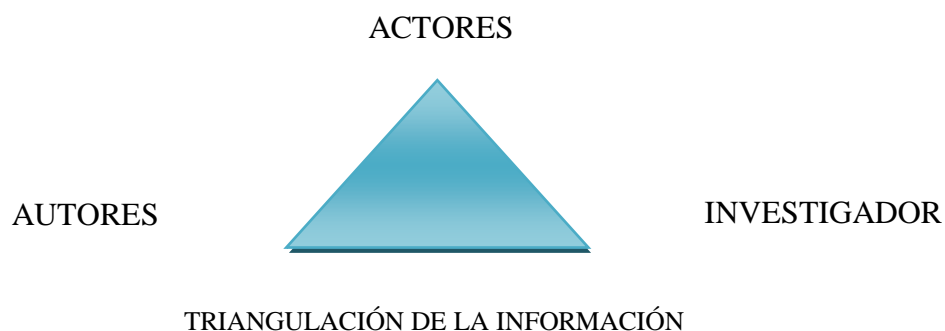 ACTORES
AUTORES
INVESTIGADOR
TRIANGULACIÓN DE LA INFORMACIÓN